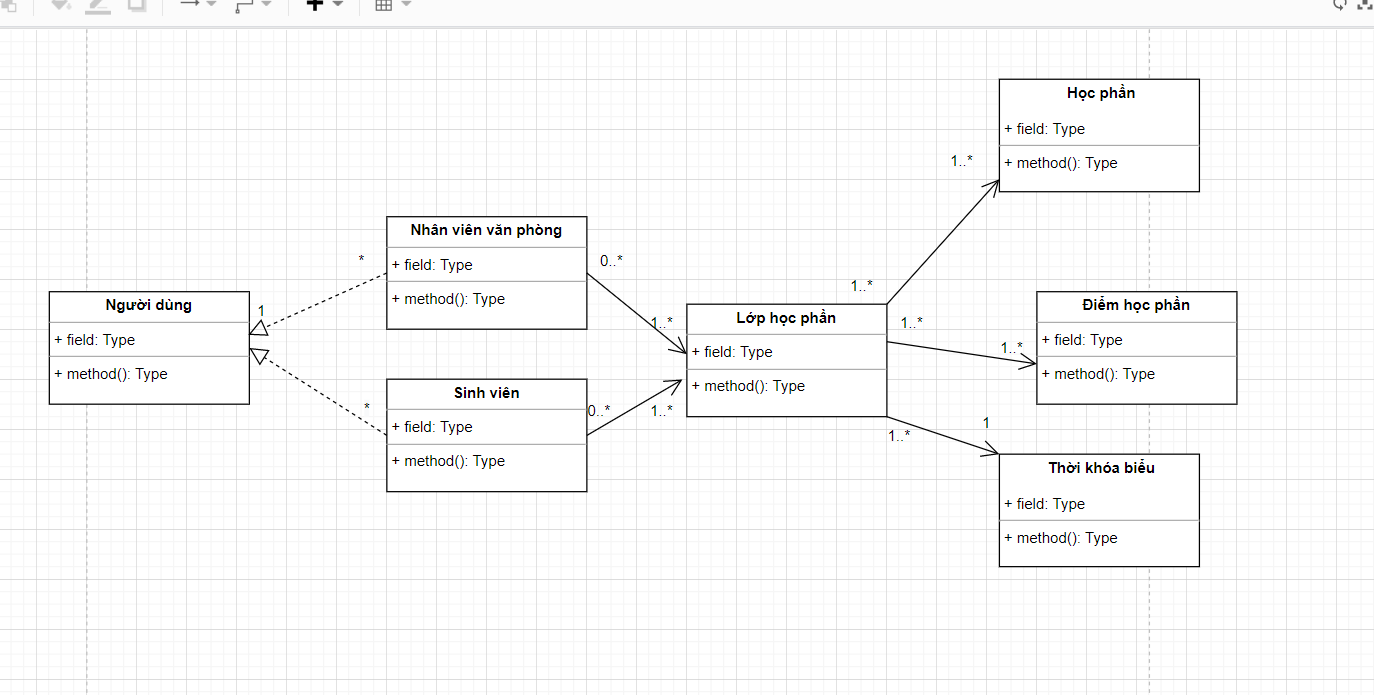 Học phần
+ field: Type
+ method(): Type
1..*
Nhân viên văn phòng
+ field: Type
+ method(): Type
*
0..*
1..*
Người dùng
+ field: Type
+ method(): Type
1
1..*
Lớp học phần
+ field: Type
+ method(): Type
1..*
Điểm học phần
+ field: Type
+ method(): Type
1..*
Sinh viên
+ field: Type
+ method(): Type
*
0..*
1..*
1..*
1
Thời khóa biểu
+ field: Type
+ method(): Type